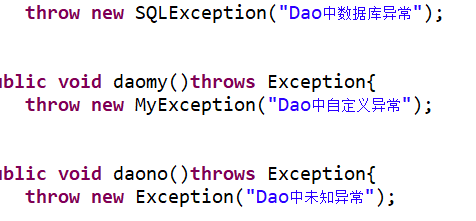 throw new SQLException("Dao中数据库异常");
ublic void daomy()throws Exception{
throw new MyException("Dao中自定义异常");
ublic void daono()throws Exception{
throw new Exception("Dao中未知异常");